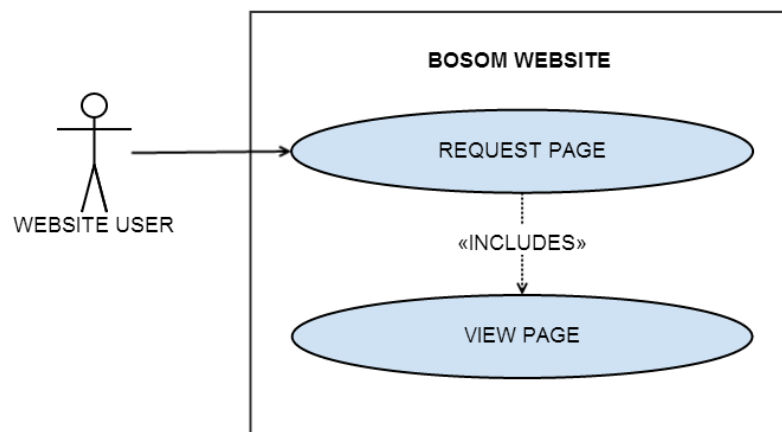 BOSOM WEBSITE
REQUEST PAGE
WEBSITE USER
«INCLUDES»
VIEW PAGE